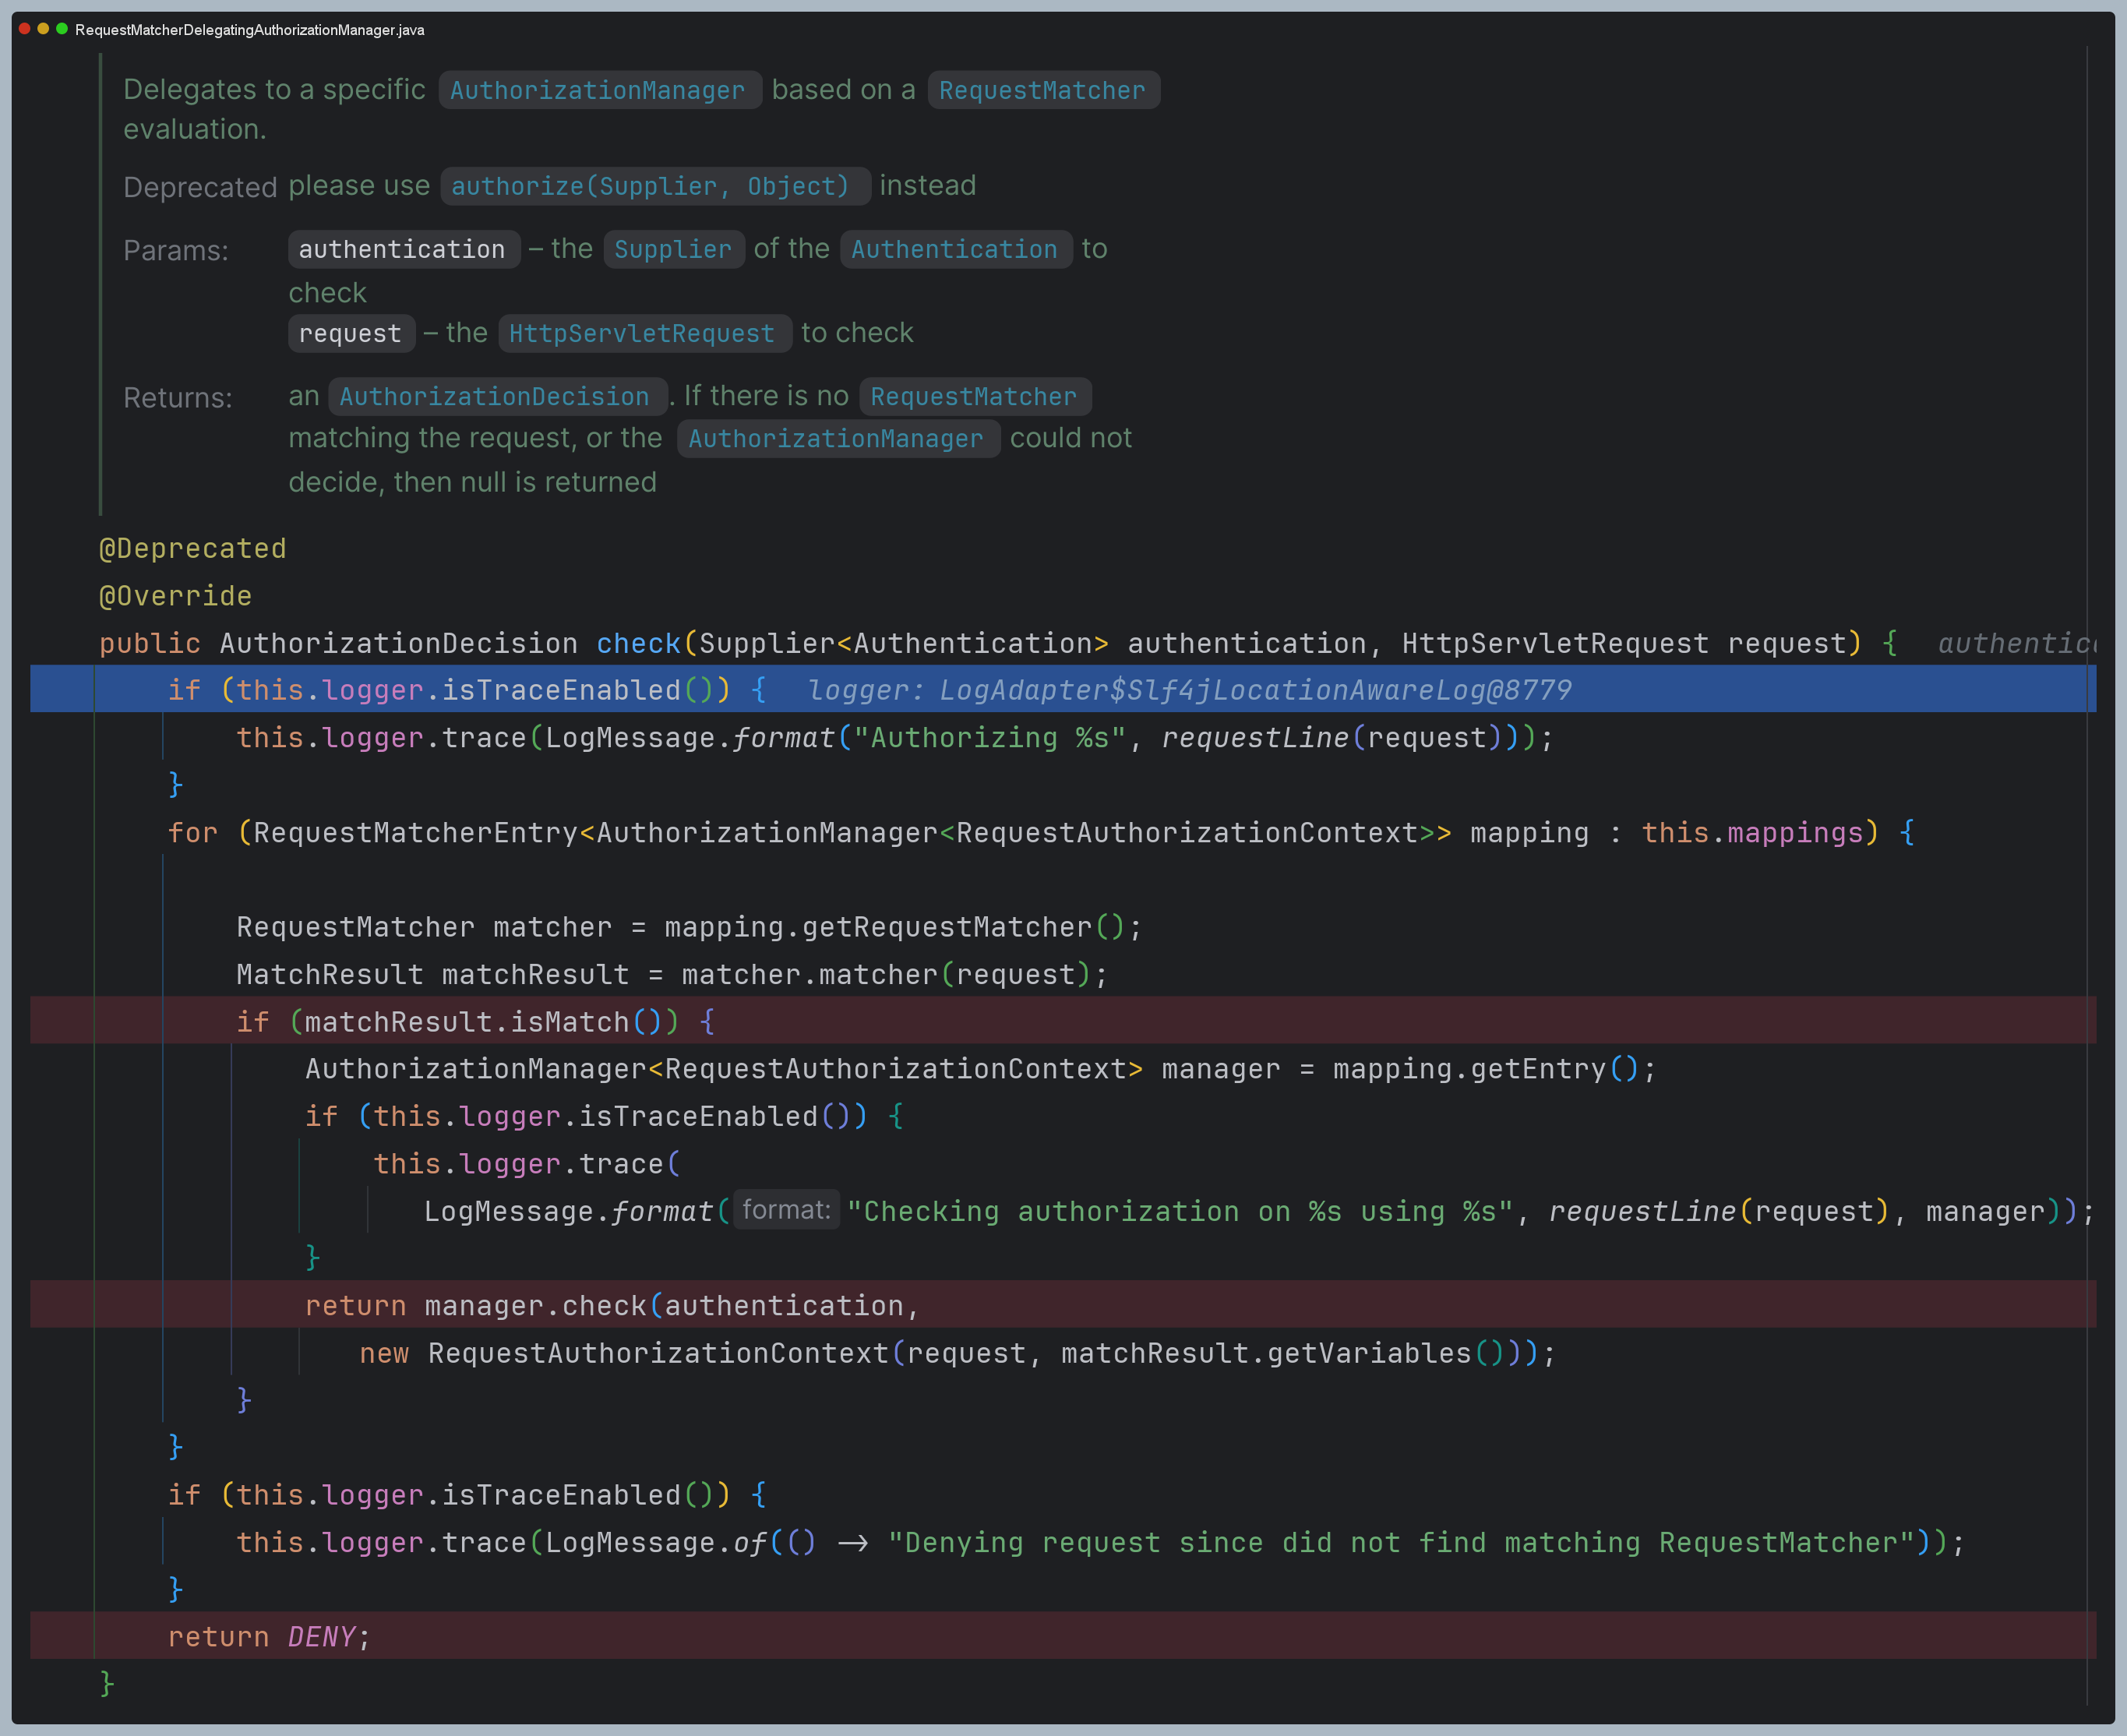 RequestMatcherDelegatingAuthorizationManager.java
Delegates to a specific AuthorizationManager based on a RequestMatcher
evaluation.
Deprecated please use authorize(Supplier, Object) instead
Params: authentication – the Supplier of the Authentication to
check
request – the HttpServletRequest to check
Returns: an AuthorizationDecision. If there is no RequestMatcher
matching the request, or the AuthorizationManager could not
decide, then null is returned
@Deprecated
@Override
public AuthorizationDecision check(Supplier<Authentication> authentication, HttpServletRequest request) {
if (this.logger.isTraceEnabled()) { logger: LogAdapter$Slf4jLocationAwareLog@8779
this.logger.trace(LogMessage.format("Authorizing %s", requestLine(request)));
}
for (RequestMatcherEntry<AuthorizationManager<RequestAuthorizationContext>> mapping : this.mappings) {
RequestMatcher matcher = mapping.getRequestMatcher();
MatchResult matchResult = matcher.matcher(request);
if (matchResult.isMatch()) {
AuthorizationManager<RequestAuthorizationContext> manager = mapping.getEntry();
if (this.logger.isTraceEnabled()) {
this.logger.trace(
LogMessage.format( format: "Checking authorization on %s using %s", requestLine(request), manager));
}
return manager.check(authentication,
new RequestAuthorizationContext(request, matchResult.getVariables()));
}
}
if (this.logger.isTraceEnabled()) {
this.logger.trace(LogMessage.of(() -> "Denying request since did not find matching RequestMatcher"));
}
return DENY;
}